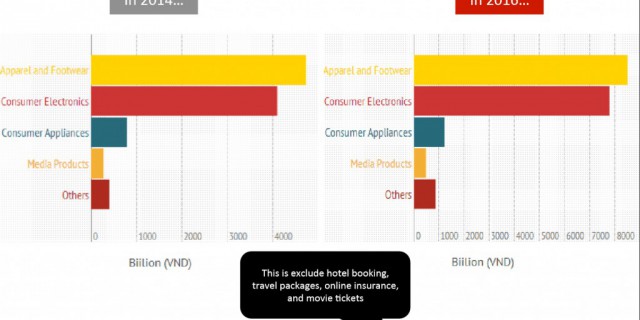 In 2014...
In 2016...
Apparel and Footwear
Consumer Electronics
Consumer Appliances
Media Products
Others
0 1000 2000 3000 4000
Biilion (VND)
Apparel and Footwear
Consumer Electronics
Consumer Appliances
Media Products
Others
0 1000 2000 3000 4000 5000 6000 7000 8000
Biilion (VND)
This is exclude hotel booking,
travel packages, online insurance,
and movie tickets